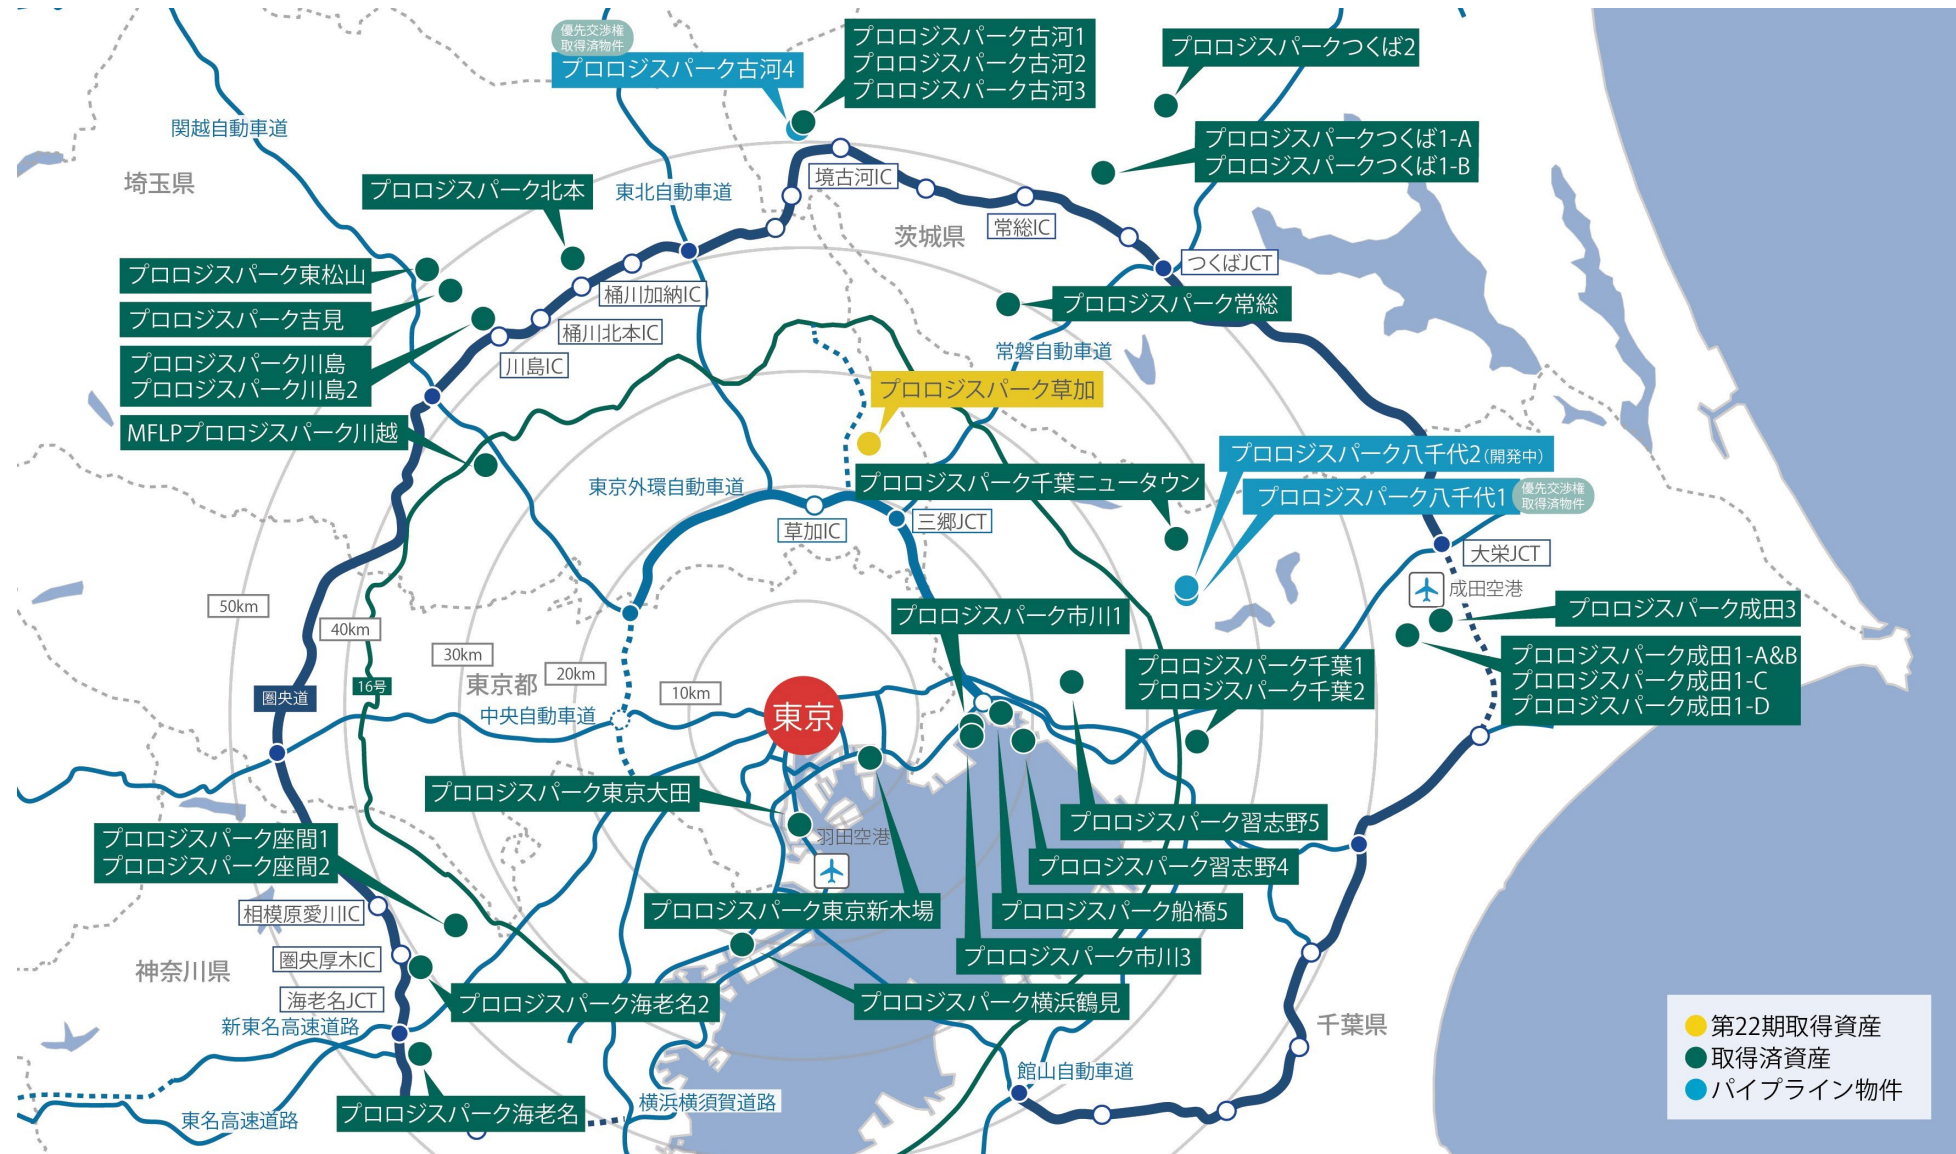 優先交渉権
取得済物件
プロロジスパーク古河4
プロロジスパーク古河1
プロロジスパーク古河2
プロロジスパーク古河3
プロロジスパークつくば2
関越自動車道
プロロジスパークつくば1-A
プロロジスパークつくば1-B
埼玉県
プロロジスパーク北本
東北自動車道
境古河IC
茨城県
常総IC
つくばJCT
プロロジスパーク東松山
桶川加納IC
プロロジスパーク常総
プロロジスパーク吉見
桶川北本IC
常磐自動車道
プロロジスパーク川島
プロロジスパーク川島2
川島IC
プロロジスパーク草加
MFLPプロロジスパーク川越
プロロジスパーク八千代2(開発中)
東京外環自動車道
プロロジスパーク千葉ニュータウン
プロロジスパーク八千代1
優先交渉権
取得済物件
草加IC
三郷JCT
大栄JCT
成田空港
50km
40km
30km
20km
10km
プロロジスパーク市川1
プロロジスパーク成田3
プロロジスパーク千葉1
プロロジスパーク千葉2
プロロジスパーク成田1-A&B
プロロジスパーク成田1-C
プロロジスパーク成田1-D
圏央道
16号
東京都
中央自動車道
東京
プロロジスパーク東京大田
羽田空港
プロロジスパーク習志野5
プロロジスパーク座間1
プロロジスパーク座間2
プロロジスパーク習志野4
相模原愛川IC
プロロジスパーク東京新木場
プロロジスパーク船橋5
圏央厚木IC
プロロジスパーク市川3
神奈川県
海老名JCT
プロロジスパーク海老名2
プロロジスパーク横浜鶴見
新東名高速道路
千葉県
第22期取得資産
取得済資産
パイプライン物件
館山自動車道
横浜横須賀道路
東名高速道路
プロロジスパーク海老名